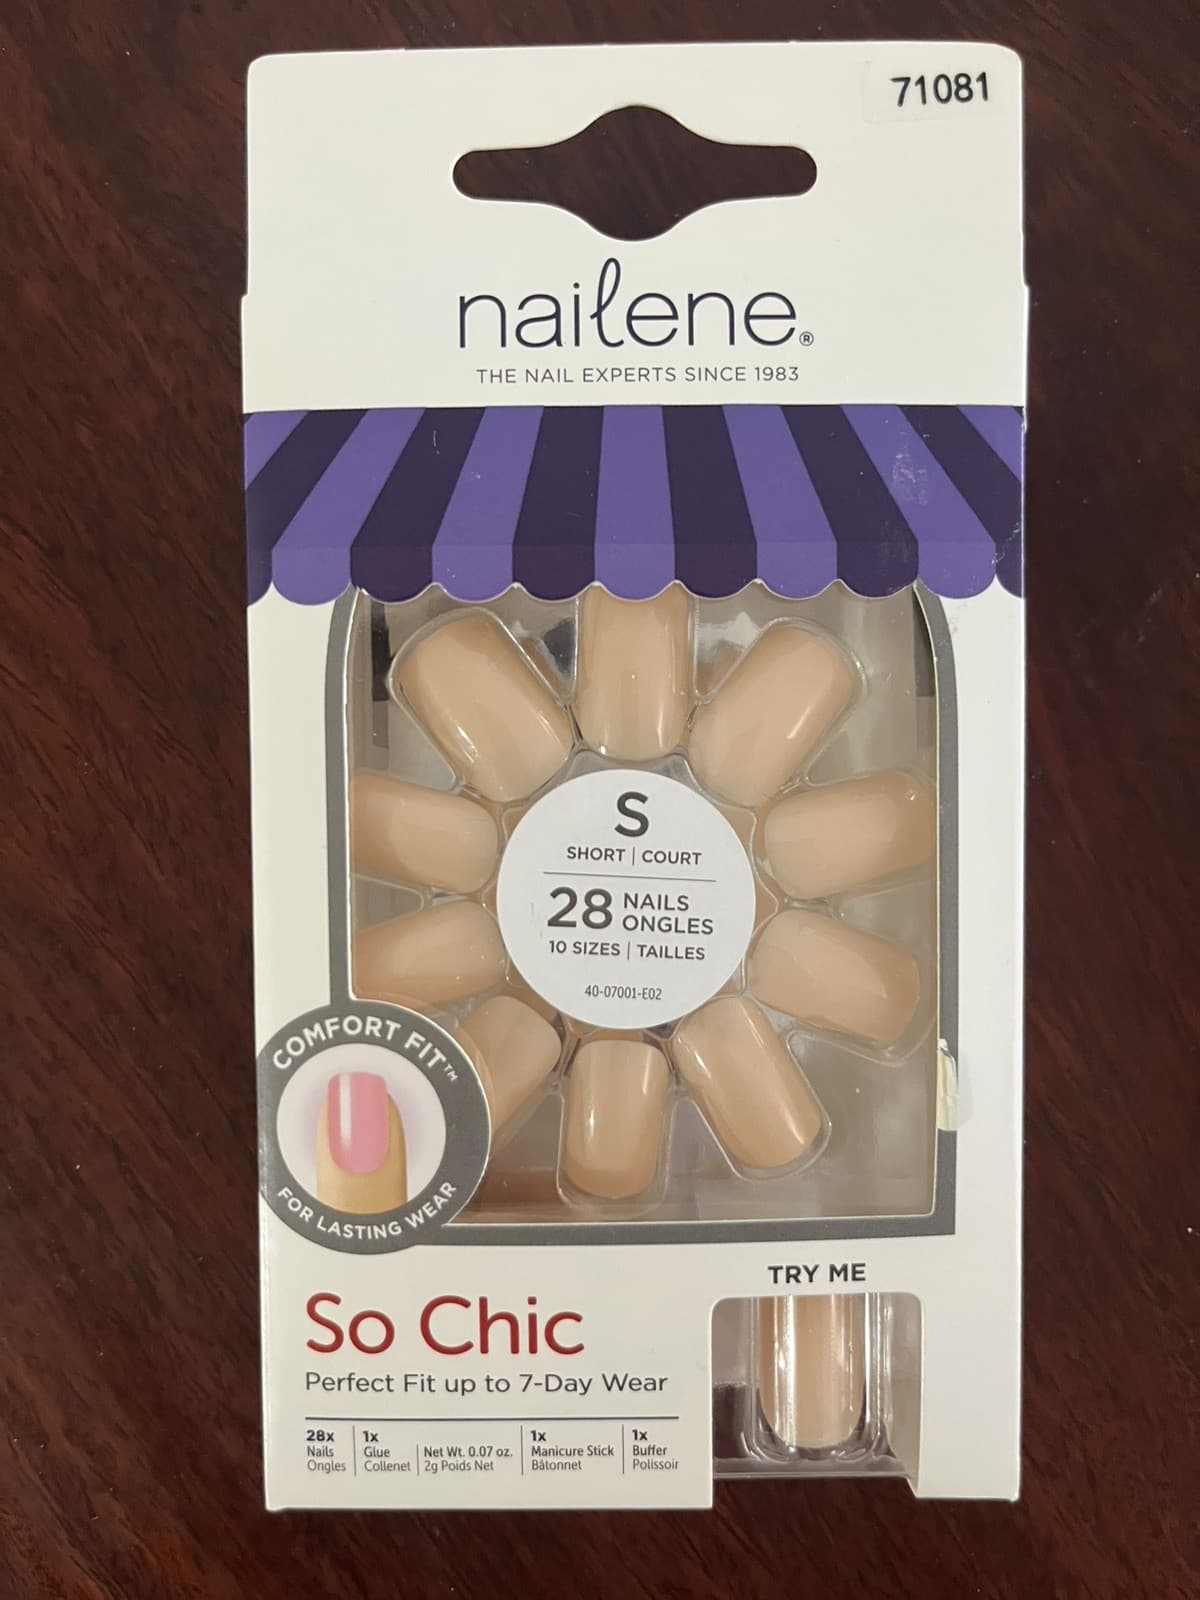 71081
nailene®
THE NAIL EXPERTS SINCE 1983
S
SHORT | COURT
28 NAILS
ONGLES
10 SIZES | TAILLES
40-07001-E02
COMFORT FIT™
FOR LASTING WEAR
TRY ME
So Chic
Perfect Fit up to 7-Day Wear
28x
Nails
Ongles
1x
Glue
Collenet
Net Wt. 0.07 oz.
2g Poids Net
1x
Manicure Stick
Bâtonnet
1x
Buffer
Polissoir